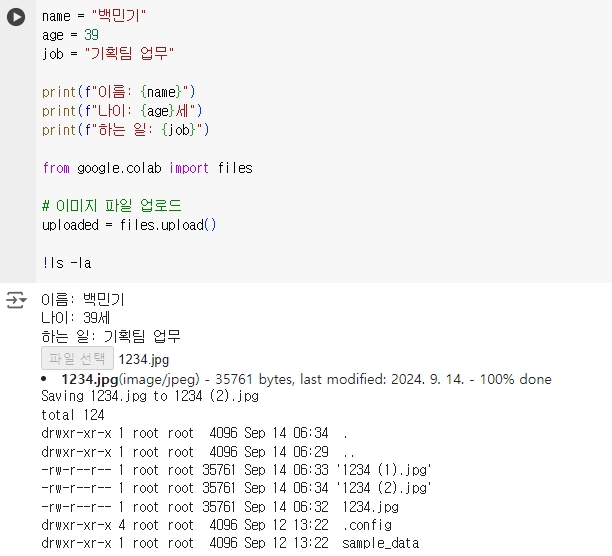 name = "백민기"
age = 39
job = "기획팀 업무"
print(f"이름: {name}")
print(f"나이: {age}세")
print(f"하는 일: {job}")
from google.colab import files
# 이미지 파일 업로드
uploaded = files.upload()
!ls -la
이름: 백민기
나이: 39세
하는 일: 기획팀 업무
파일 선택 1234.jpg
• 1234.jpg(image/jpeg) - 35761 bytes, last modified: 2024. 9. 14. - 100% done
Saving 1234.jpg to 1234 (2).jpg
total 124
drwxr-xr-x 1 root root  4096 Sep 14 06:34  .
drwxr-xr-x 1 root root  4096 Sep 14 06:29  ..
-rw-r--r-- 1 root root 35761 Sep 14 06:33 '1234 (1).jpg'
-rw-r--r-- 1 root root 35761 Sep 14 06:34 '1234 (2).jpg'
-rw-r--r-- 1 root root 35761 Sep 14 06:32  1234.jpg
drwxr-xr-x 4 root root  4096 Sep 12 13:22  .config
drwxr-xr-x 1 root root  4096 Sep 12 13:22  sample_data